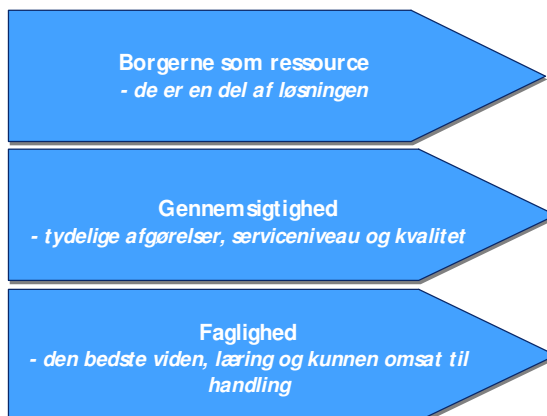 Borgerne som ressource
- de er en del af løsningen
Gennemsigtighed
- tydelige afgørelser, serviceniveau og kvalitet
Faglighed
- den bedste viden, læring og kunnen omsat til
handling